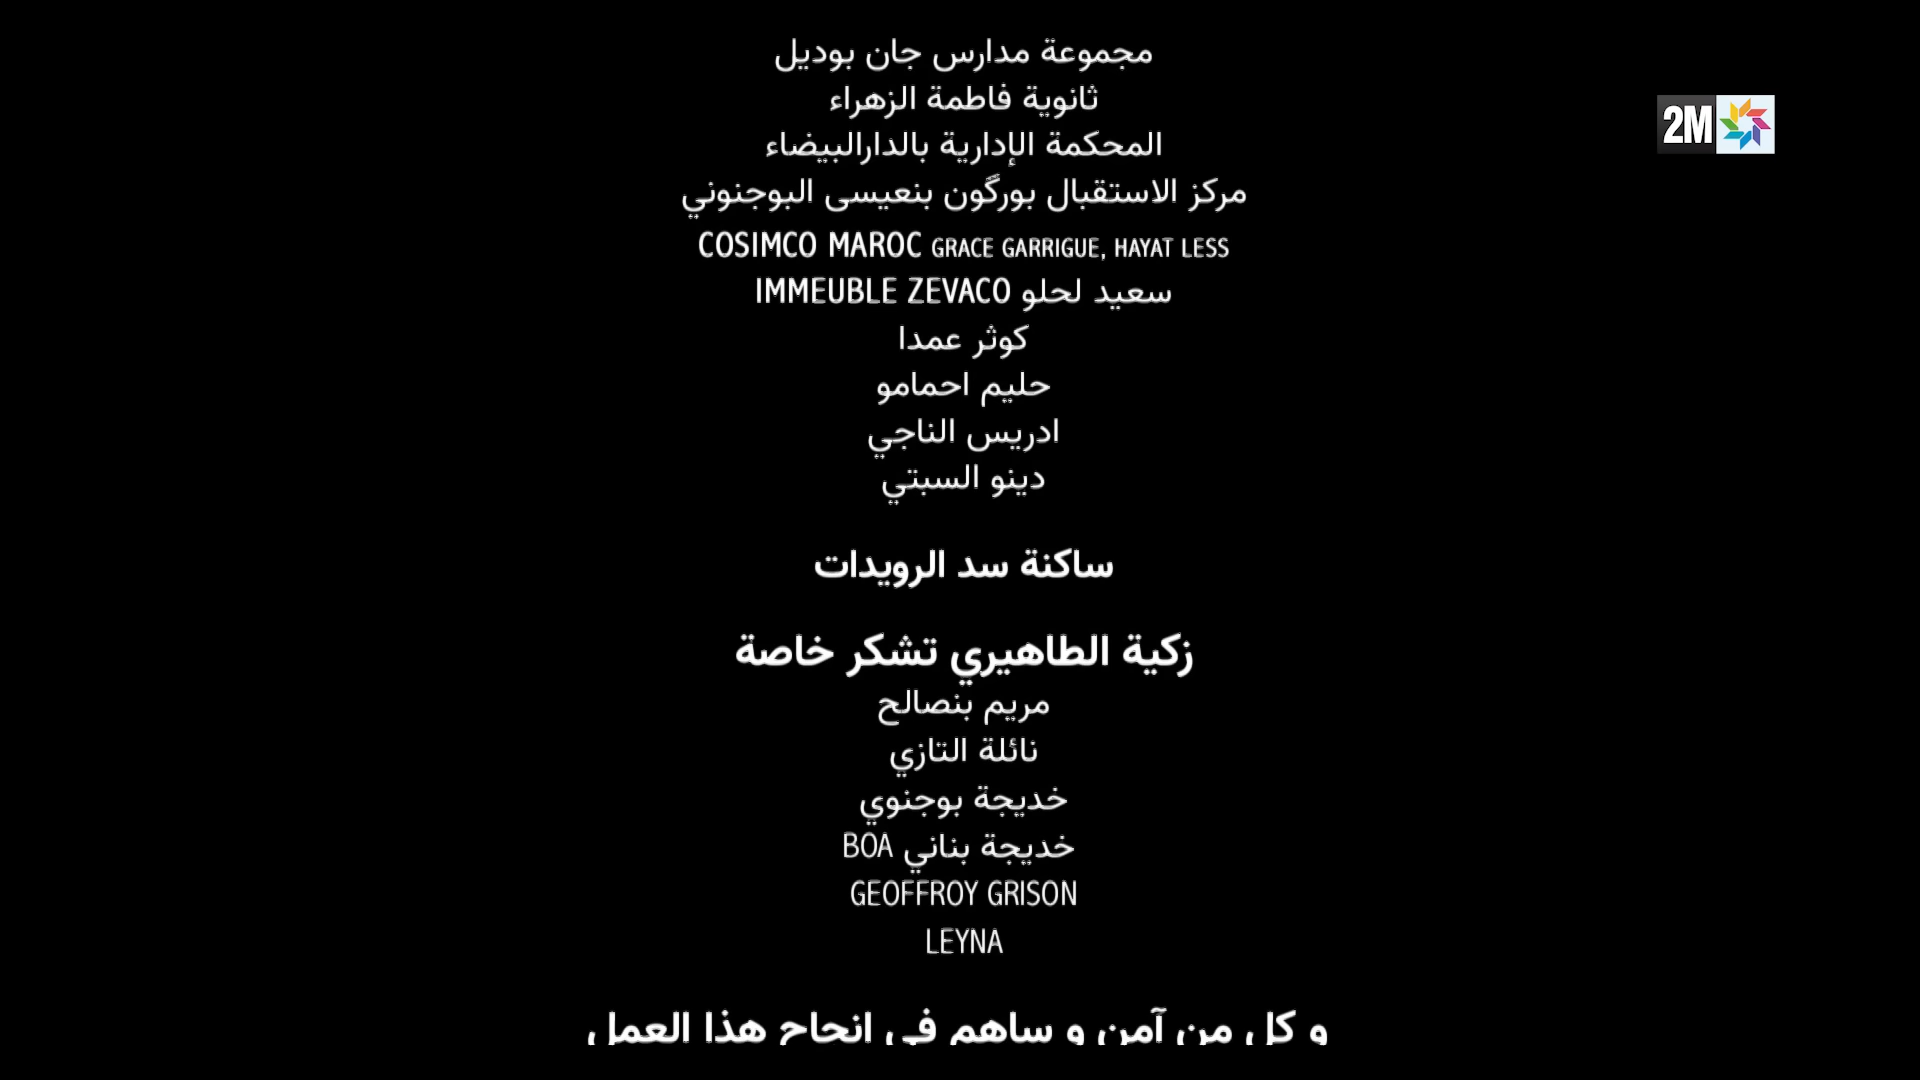 مجموعة مدارس جان بوديل
ثانوية فاطمة الزهراء
المحكمة الإدارية بالدارالبيضاء
مركز الاستقبال بورگون بنعيسى البوجنوني
COSIMCO MAROC GRACE GARRIGUE, HAYAT LESS
سعيد لحلو IMMEUBLE ZEVACO
كوثر عمدا
حليم احمامو
ادريس الناجي
دينو السبتي
ساكنة سد الرويدات
زكية الطاهيري تشكر خاصة
مريم بنصالح
نائلة التازي
خديجة بوجنوي
خديجة بناني BOA
GEOFFROY GRISON
LEYNA
و كل من آمن و ساهم في انجاح هذا العمل
2M